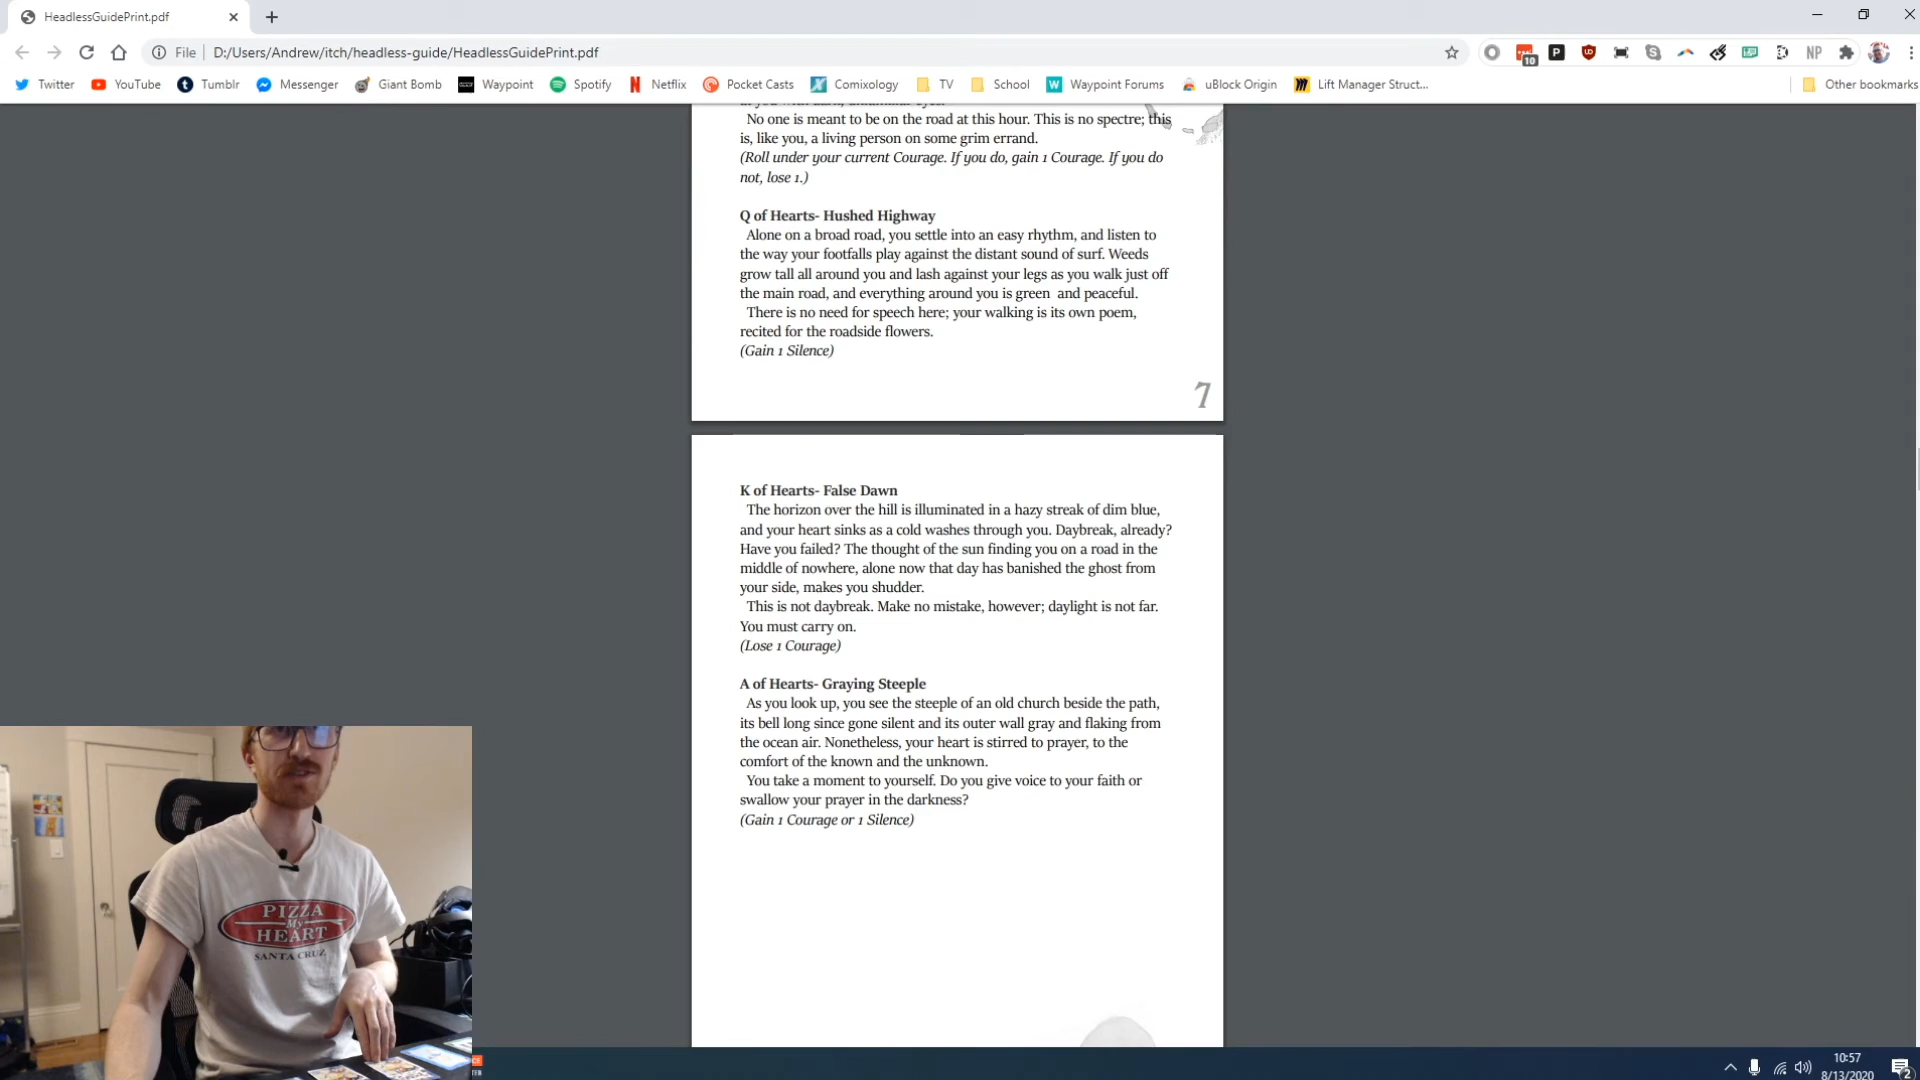 HeadlessGuidePrint.pdf
File
D:/Users/Andrew/itch/headless-guide/HeadlessGuidePrint.pdf
10
NP
Twitter
YouTube
Tumblr
Messenger
Giant Bomb
Waypoint
Spotify
Netflix
Pocket Casts
Comixology
TV
School
Waypoint Forums
uBlock Origin
Lift Manager Struct...
Other bookmarks
No one is meant to be on the road at this hour. This is no spectre; this
is, like you, a living person on some grim errand.
(Roll under your current Courage. If you do, gain 1 Courage. If you do
not, lose 1.)
Q of Hearts- Hushed Highway
Alone on a broad road, you settle into an easy rhythm, and listen to
the way your footfalls play against the distant sound of surf. Weeds
grow tall all around you and lash against your legs as you walk just off
the main road, and everything around you is green and peaceful.
There is no need for speech here; your walking is its own poem,
recited for the roadside flowers.
(Gain 1 Silence)
7
K of Hearts- False Dawn
The horizon over the hill is illuminated in a hazy streak of dim blue,
and your heart sinks as a cold washes through you. Daybreak, already?
Have you failed? The thought of the sun finding you on a road in the
middle of nowhere, alone now that day has banished the ghost from
your side, makes you shudder.
This is not daybreak. Make no mistake, however; daylight is not far.
You must carry on.
(Lose 1 Courage)
A of Hearts- Graying Steeple
As you look up, you see the steeple of an old church beside the path,
its bell long since gone silent and its outer wall gray and flaking from
the ocean air. Nonetheless, your heart is stirred to prayer, to the
comfort of the known and the unknown.
You take a moment to yourself. Do you give voice to your faith or
swallow your prayer in the darkness?
(Gain 1 Courage or 1 Silence)
PIZZA
My
HEART
SANTA CRUZ
10:57
8/13/2020
2